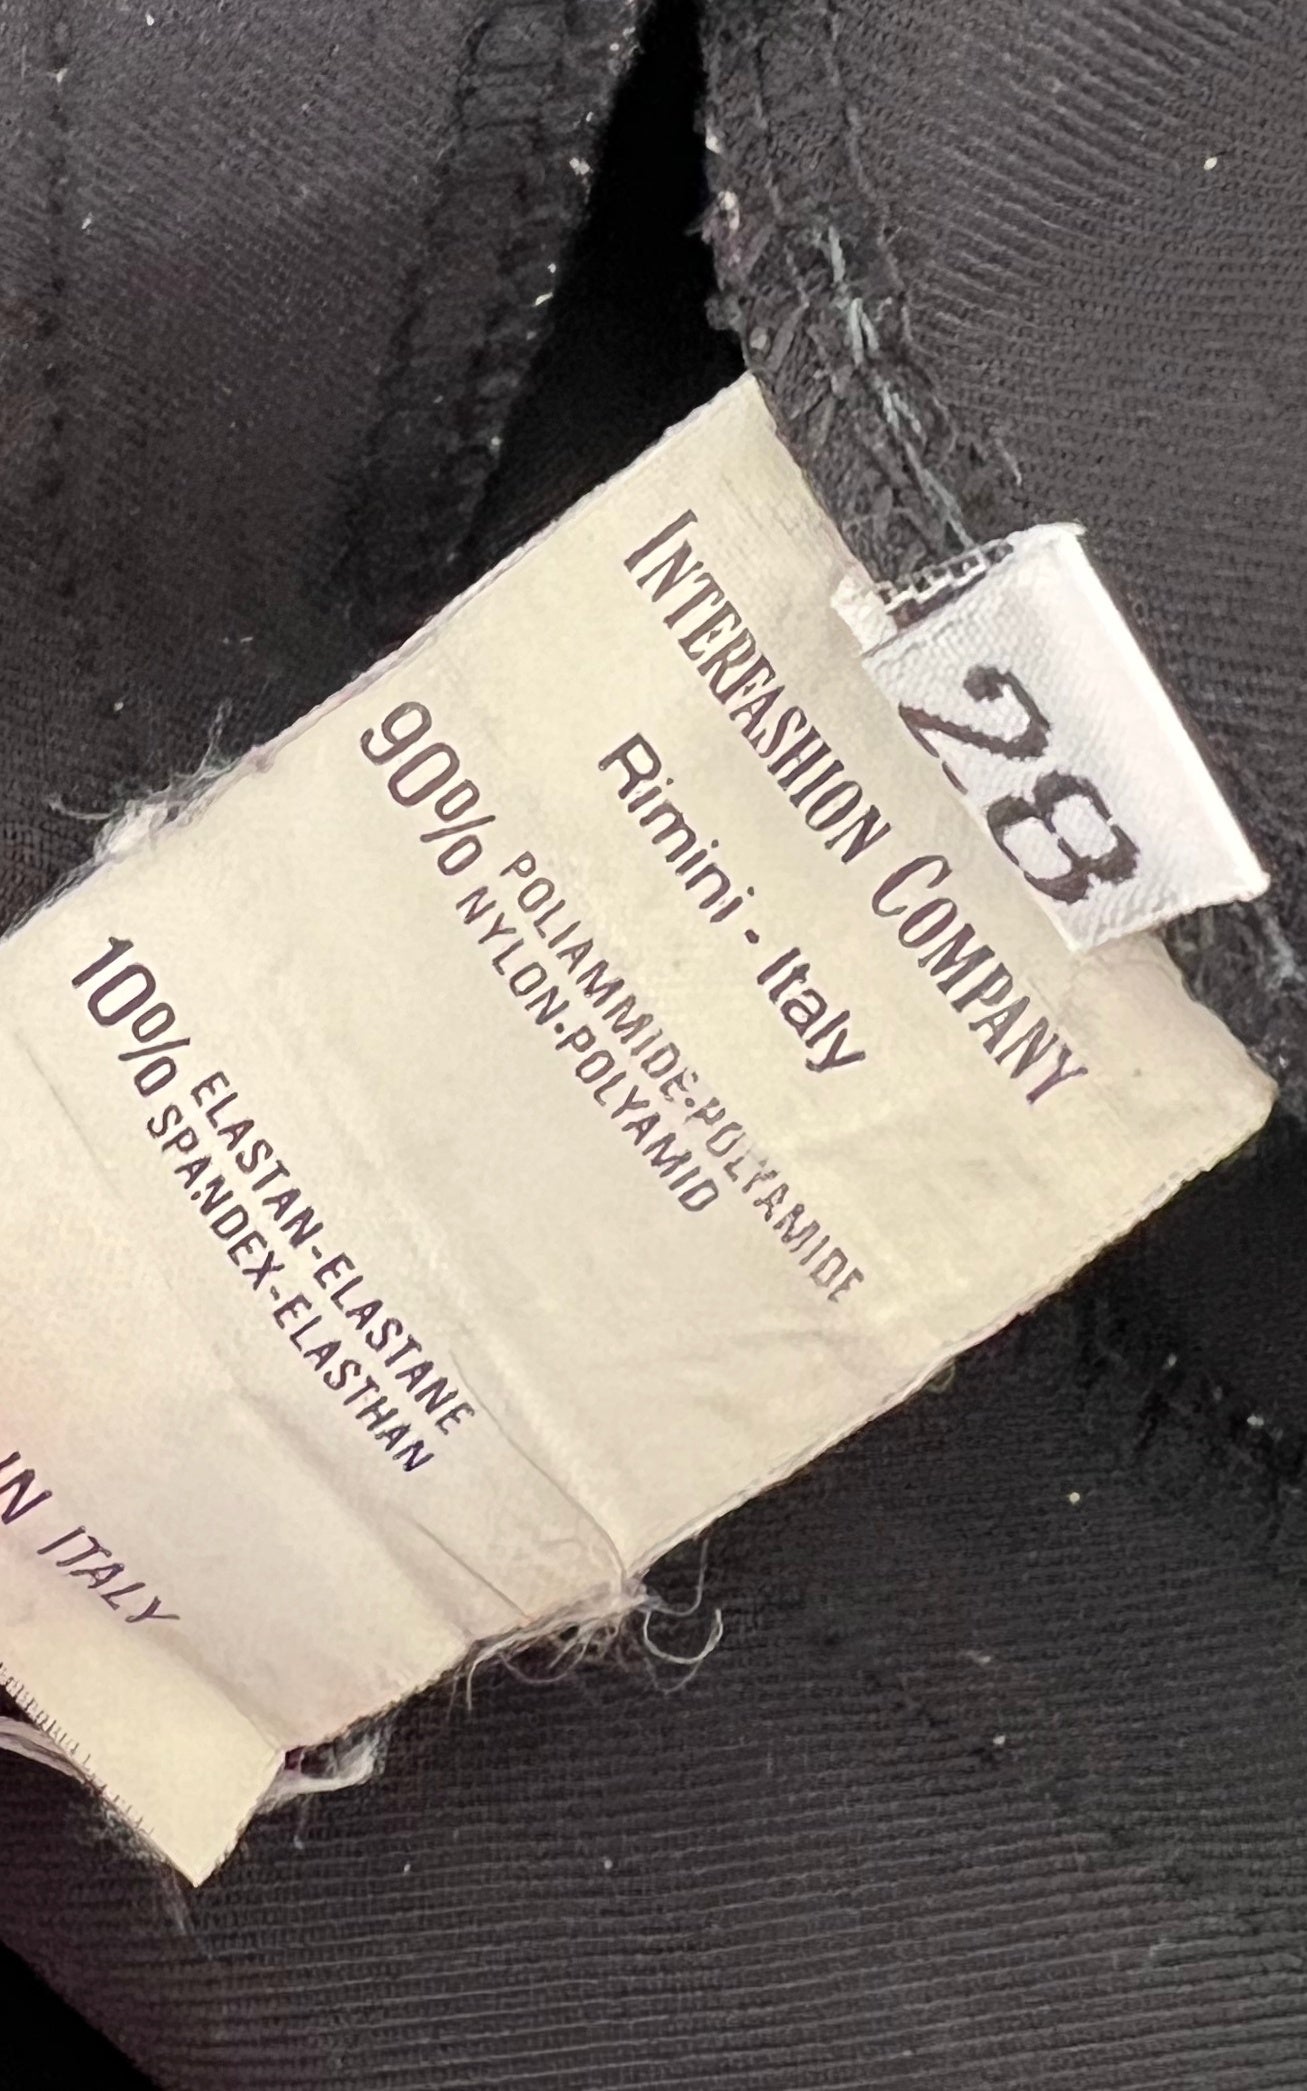 28
INTERFASHION COMPANY
Rimini - Italy
90% POLIAMMIDE-POLYAMIDE
NYLON-POLYAMID
10% ELASTAN-ELASTANE
SPANDEX-ELASTHAN
IN ITALY